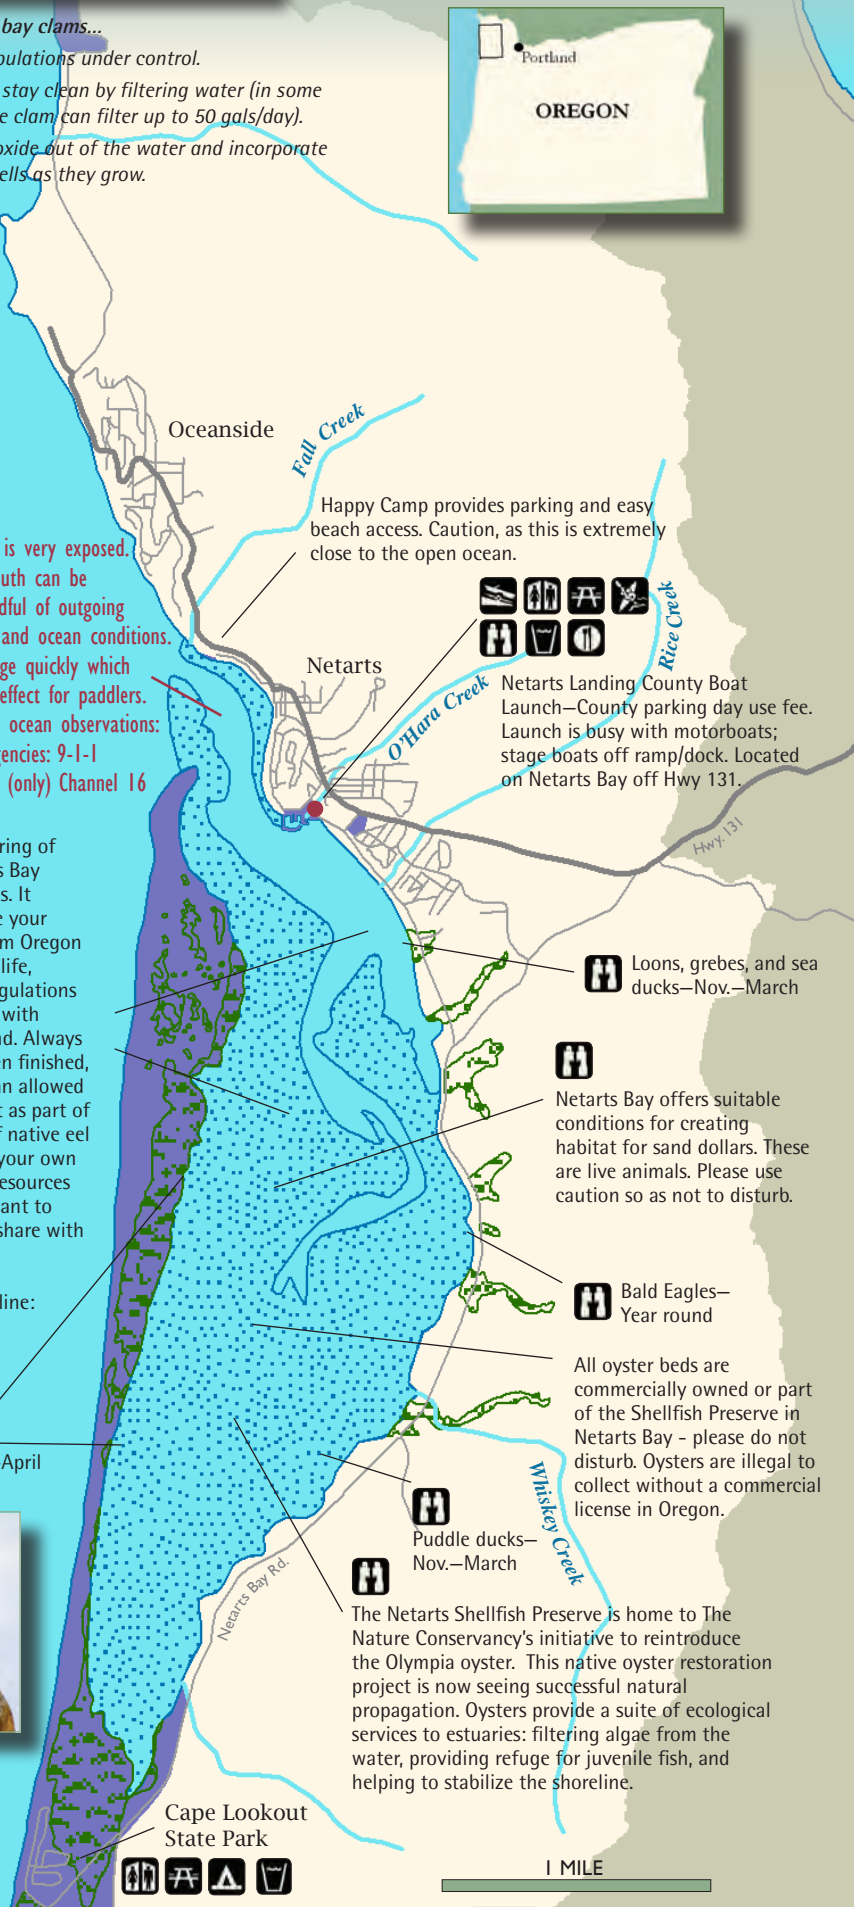 bay clams...
pulations under control.
stay clean by filtering water (in some
e clam can filter up to 50 gals/day).
oxide out of the water and incorporate
ells as they grow.
Portland
OREGON
Oceanside
Fall Creek
Happy Camp provides parking and easy
beach access. Caution, as this is extremely
close to the open ocean.
is very exposed.
uth can be
dful of outgoing
and ocean conditions.
ge quickly which
effect for paddlers.
ocean observations:
gencies: 9-1-1
(only) Channel 16
Netarts
O'Hara Creek
Rice Creek
Netarts Landing County Boat
Launch—County parking day use fee.
Launch is busy with motorboats;
stage boats off ramp/dock. Located
on Netarts Bay off Hwy 131.
Hwy. 131
ring of
s Bay
s. It
e your
m Oregon
life,
gulations
with
nd. Always
en finished,
an allowed
t as part of
f native eel
your own
esources
ant to
share with
line:
April
Loons, grebes, and sea
ducks—Nov.—March
Netarts Bay offers suitable
conditions for creating
habitat for sand dollars. These
are live animals. Please use
caution so as not to disturb.
Bald Eagles—
Year round
All oyster beds are
commercially owned or part
of the Shellfish Preserve in
Netarts Bay - please do not
disturb. Oysters are illegal to
collect without a commercial
license in Oregon.
Whiskey Creek
Puddle ducks—
Nov.—March
Netarts Bay Rd.
The Netarts Shellfish Preserve is home to The
Nature Conservancy's initiative to reintroduce
the Olympia oyster. This native oyster restoration
project is now seeing successful natural
propagation. Oysters provide a suite of ecological
services to estuaries: filtering algae from the
water, providing refuge for juvenile fish, and
helping to stabilize the shoreline.
Cape Lookout
State Park
1 MILE